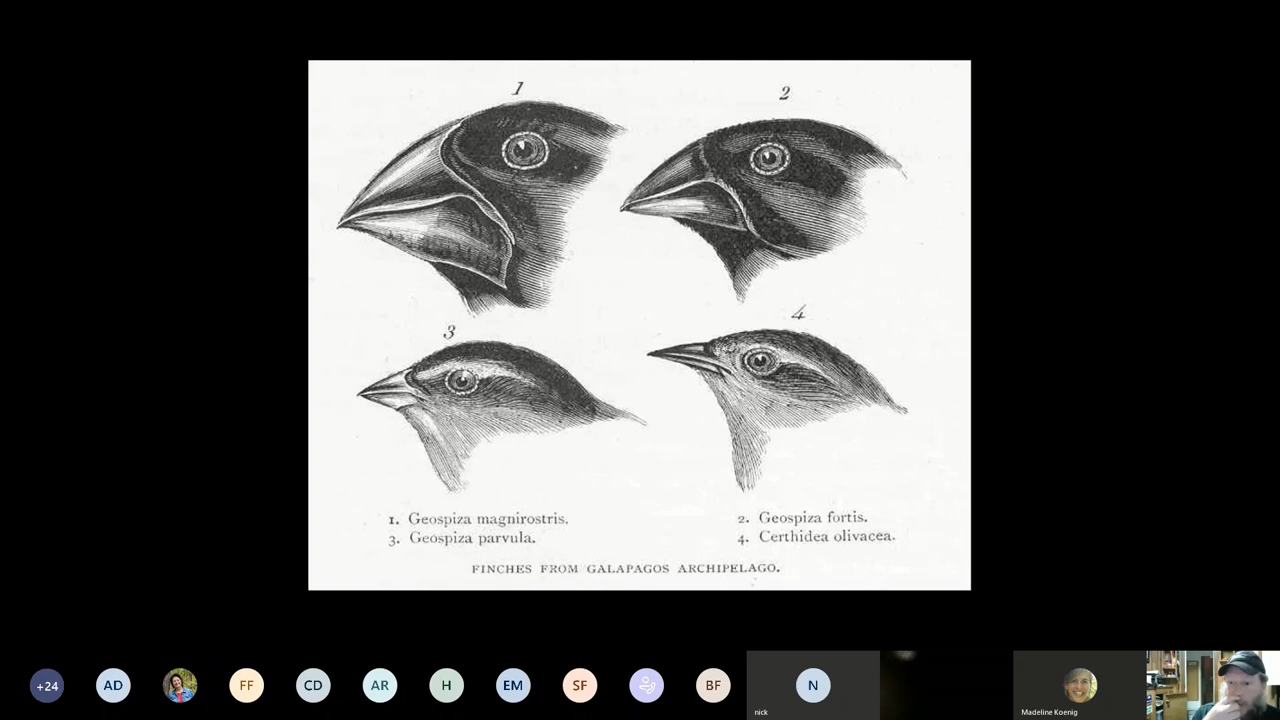 1
2
3
4
1. Geospiza magnirostris.
2. Geospiza fortis.
3. Geospiza parvula.
4. Certhidea olivacea.
FINCHES FROM GALAPAGOS ARCHIPELAGO.
+24
AD
FF
CD
AR
H
EM
SF
BF
N
nick
Madeline Koenig